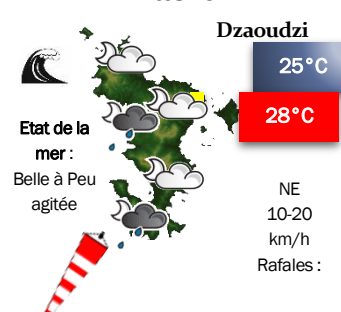 Dzaoudzi
25°C
28°C
Etat de la
mer :
Belle à Peu
agitée
NE
10-20
km/h
Rafales :